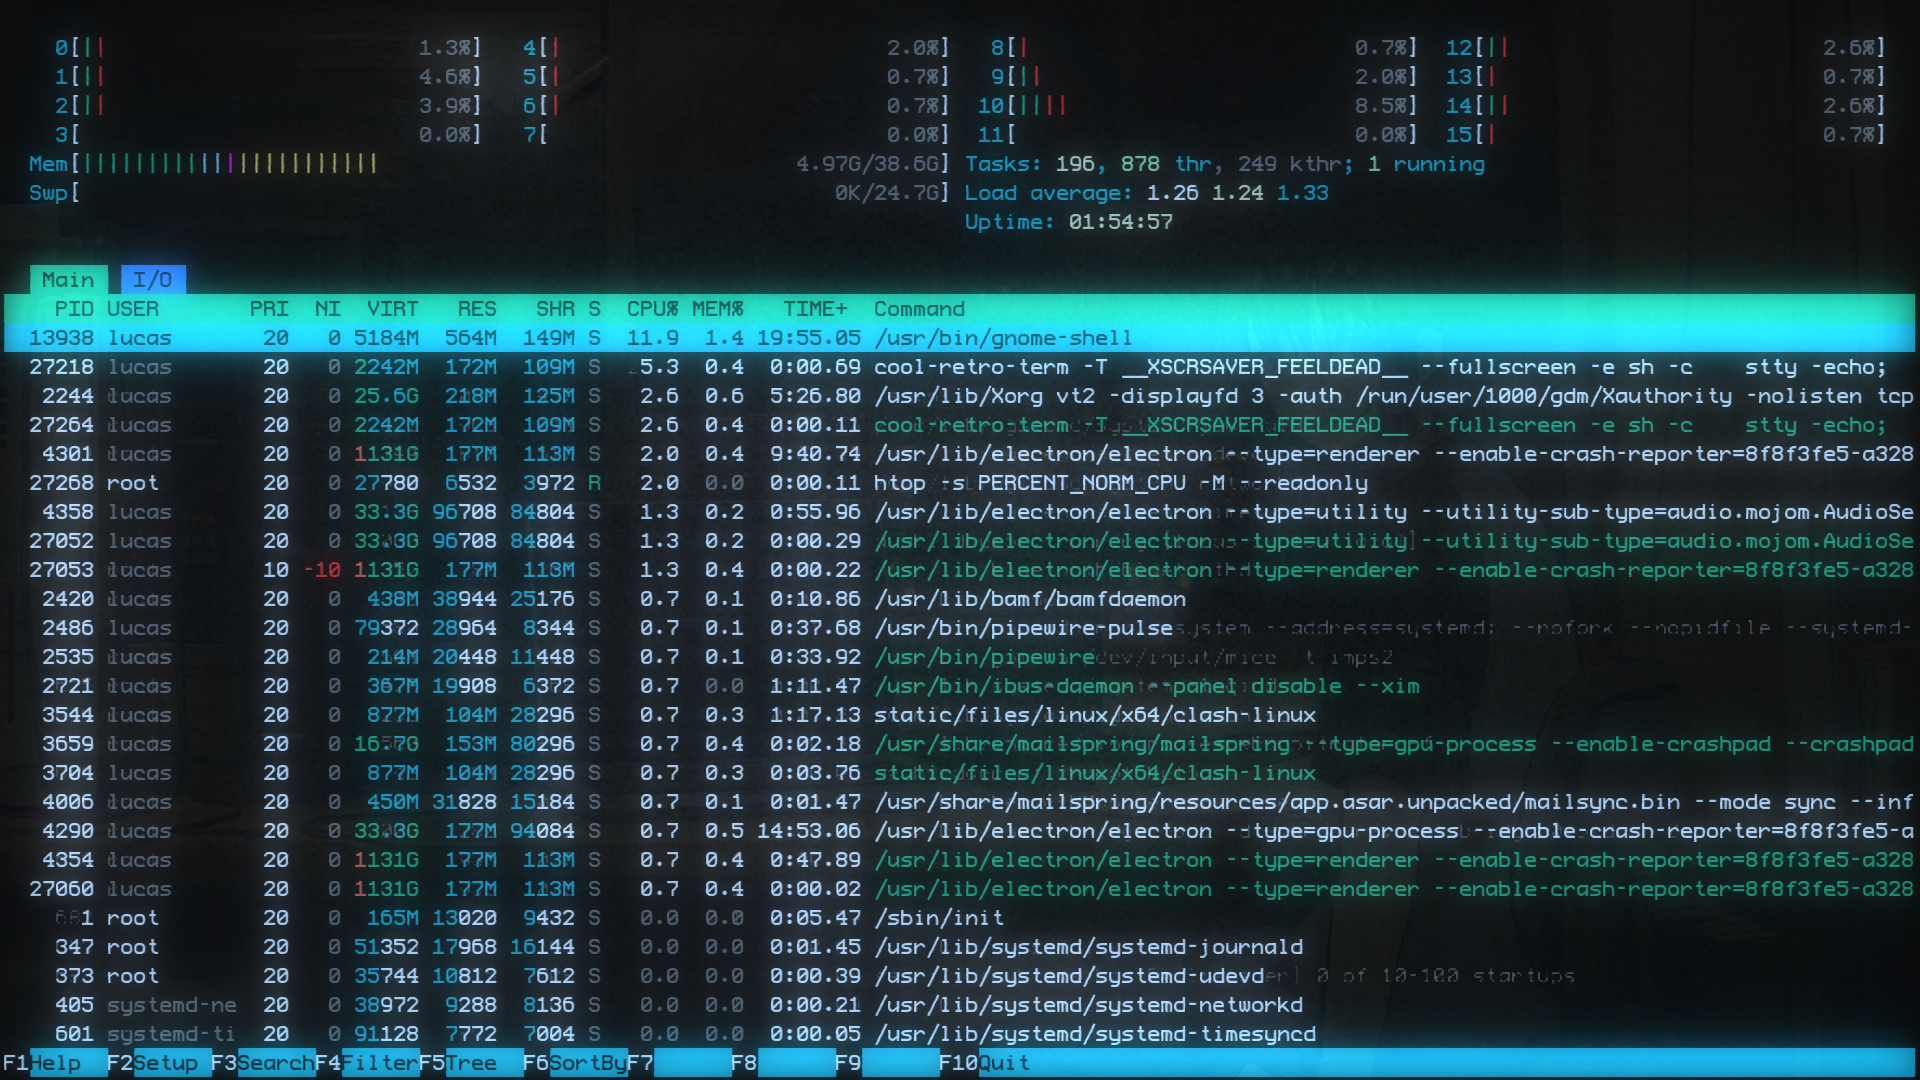 0[|| 1.3%] 4[| 2.0%] 8[| 0.7%] 12[|| 2.6%]
1[|| 4.6%] 5[| 0.7%] 9[|| 2.0%] 13[| 0.7%]
2[|| 3.9%] 6[| 0.7%] 10[|||| 8.5%] 14[|| 2.6%]
3[ 0.0%] 7[ 0.0%] 11[ 0.0%] 15[| 0.7%]
Mem[||||||||||||||||||||||| 4.97G/38.6G] Tasks: 196, 878 thr, 249 kthr; 1 running
Swp[ 0K/24.7G] Load average: 1.26 1.24 1.33
Uptime: 01:54:57
Main I/O
PID USER PRI NI VIRT RES SHR S CPU% MEM% TIME+ Command
13938 lucas 20 0 5184M 564M 149M S 11.9 1.4 19:55.05 /usr/bin/gnome-shell
27218 lucas 20 0 2242M 172M 109M S 5.3 0.4 0:00.69 cool-retro-term -T __XSCRSAVER_FEELDEAD__ --fullscreen -e sh -c stty -echo;
2244 lucas 20 0 25.6G 218M 125M S 2.6 0.6 5:26.80 /usr/lib/Xorg vt2 -displayfd 3 -auth /run/user/1000/gdm/Xauthority -nolisten tcp
27264 lucas 20 0 2242M 172M 109M S 2.6 0.4 0:00.11 cool-retro-term -T __XSCRSAVER_FEELDEAD__ --fullscreen -e sh -c stty -echo;
4301 lucas 20 0 1131G 177M 113M S 2.0 0.4 9:40.74 /usr/lib/electron/electron --type=renderer --enable-crash-reporter=8f8f3fe5-a328
27268 root 20 0 27780 6532 3972 R 2.0 0.0 0:00.11 htop -s PERCENT_NORM_CPU -M --readonly
4358 lucas 20 0 33.3G 96708 84804 S 1.3 0.2 0:55.96 /usr/lib/electron/electron --type=utility --utility-sub-type=audio.mojom.AudioSe
27052 lucas 20 0 33.3G 96708 84804 S 1.3 0.2 0:00.29 /usr/lib/electron/electron --type=utility --utility-sub-type=audio.mojom.AudioSe
27053 lucas 10 -10 1131G 177M 113M S 1.3 0.4 0:00.22 /usr/lib/electron/electron --type=renderer --enable-crash-reporter=8f8f3fe5-a328
2420 lucas 20 0 438M 38944 25176 S 0.7 0.1 0:10.86 /usr/lib/bamf/bamfdaemon
2486 lucas 20 0 79372 28964 8344 S 0.7 0.1 0:37.68 /usr/bin/pipewire-pulse system --address=systemd: --nofork --nopidfile --systemd-
2535 lucas 20 0 214M 20448 11448 S 0.7 0.1 0:33.92 /usr/bin/pipewire dev/input/mice -t imps2
2721 lucas 20 0 367M 19908 6372 S 0.7 0.0 1:11.47 /usr/bin/ibus-daemon --panel disable --xim
3544 lucas 20 0 877M 104M 28296 S 0.7 0.3 1:17.13 static/files/linux/x64/clash-linux
3659 lucas 20 0 16.7G 153M 80296 S 0.7 0.4 0:02.18 /usr/share/mailspring/mailspring --type=gpu-process --enable-crashpad --crashpad
3704 lucas 20 0 877M 104M 28296 S 0.7 0.3 0:03.76 static/files/linux/x64/clash-linux
4006 lucas 20 0 450M 31828 15184 S 0.7 0.1 0:01.47 /usr/share/mailspring/resources/app.asar.unpacked/mailsync.bin --mode sync --inf
4290 lucas 20 0 33.3G 177M 94084 S 0.7 0.5 14:53.06 /usr/lib/electron/electron --type=gpu-process --enable-crash-reporter=8f8f3fe5-a
4354 lucas 20 0 1131G 177M 113M S 0.7 0.4 0:47.89 /usr/lib/electron/electron --type=renderer --enable-crash-reporter=8f8f3fe5-a328
27060 lucas 20 0 1131G 177M 113M S 0.7 0.4 0:00.02 /usr/lib/electron/electron --type=renderer --enable-crash-reporter=8f8f3fe5-a328
1 root 20 0 165M 13020 9432 S 0.0 0.0 0:05.47 /sbin/init
347 root 20 0 51352 17968 16144 S 0.0 0.0 0:01.45 /usr/lib/systemd/systemd-journald
373 root 20 0 35744 10812 7612 S 0.0 0.0 0:00.39 /usr/lib/systemd/systemd-udevd er) 0 of 10-100 startups
405 systemd-ne 20 0 38972 9288 8136 S 0.0 0.0 0:00.21 /usr/lib/systemd/systemd-networkd
601 systemd-ti 20 0 91128 7772 7004 S 0.0 0.0 0:00.05 /usr/lib/systemd/systemd-timesyncd
F1Help F2Setup F3SearchF4FilterF5Tree F6SortByF7 F8 F9 F10Quit